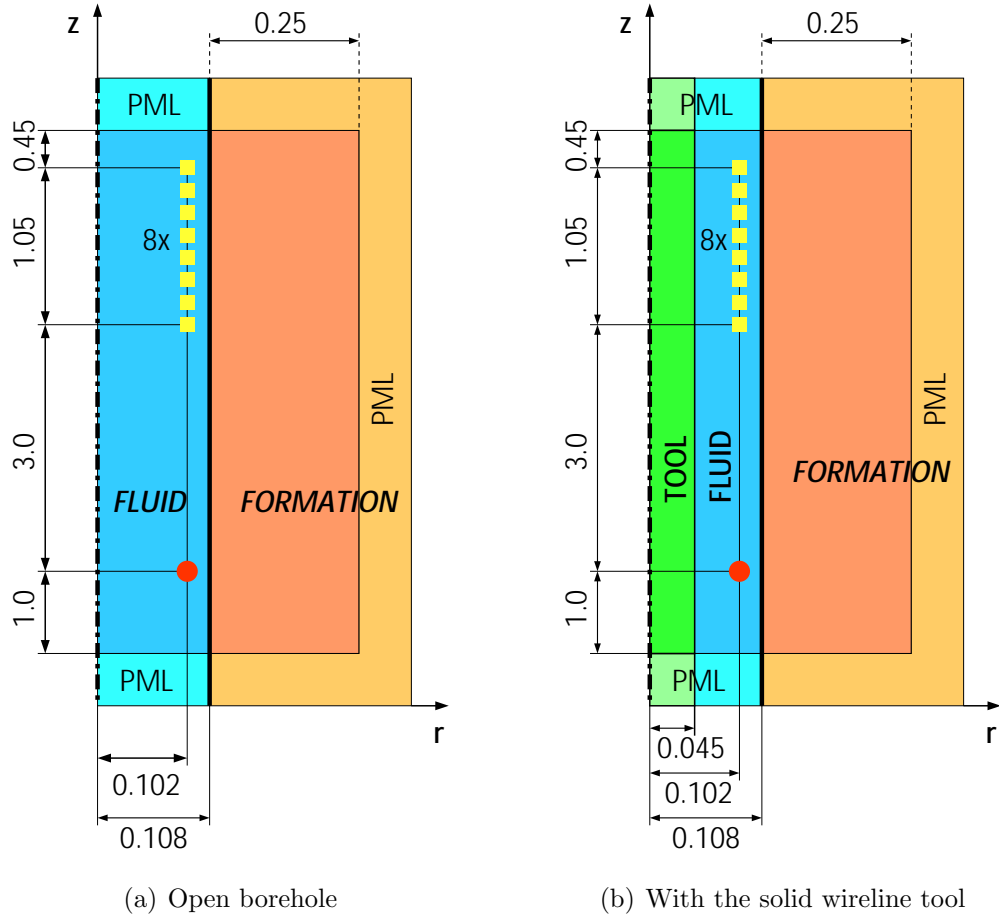 z
0.25
PML
0.45
1.05
8x
3.0
PML
FLUID
FORMATION
1.0
PML
r
0.102
0.108
(a) Open borehole
z
0.25
PML
0.45
1.05
8x
3.0
PML
TOOL
FLUID
FORMATION
1.0
PML
r
0.045
0.102
0.108
(b) With the solid wireline tool